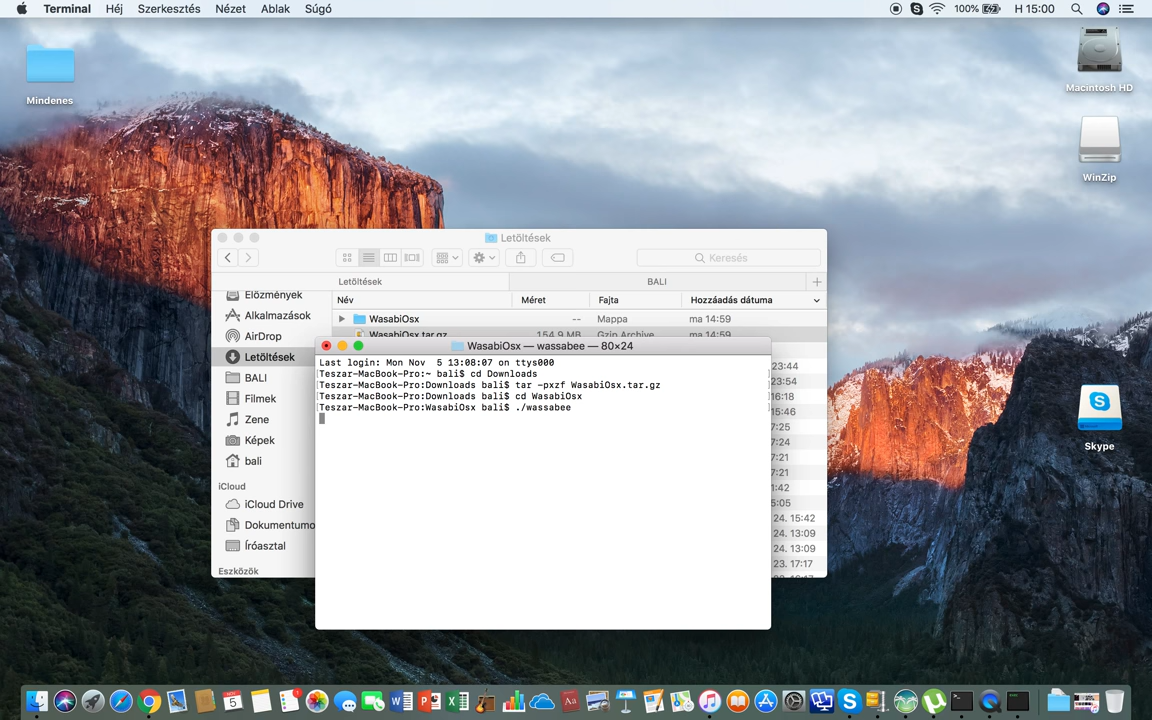 Terminal Héj Szerkesztés Nézet Ablak Súgó 100% H 15:00
Mindenes
Macintosh HD
WinZip
Skype
Letöltések
Keresés
Letöltések BALI
Név Méret Fajta Hozzáadás dátuma
WasabiOsx -- Mappa ma 14:59
WasabiOsx.tar.gz 154,9 MB Gzip Archive ma 14:59
Előzmények
Alkalmazások
AirDrop
Letöltések
BALI
Filmek
Zene
Képek
bali
iCloud
iCloud Drive
Dokumentumo
Íróasztal
Eszközök
23:44
23:54
16:18
15:46
7:25
7:24
7:21
7:21
1:42
5:05
24. 15:42
24. 13:09
24. 13:09
23. 17:17
WasabiOsx — wassabee — 80×24
Last login: Mon Nov  5 13:08:07 on ttys000
[Teszar-MacBook-Pro:~ bali$ cd Downloads ]
[Teszar-MacBook-Pro:Downloads bali$ tar -pxzf WasabiOsx.tar.gz ]
[Teszar-MacBook-Pro:Downloads bali$ cd WasabiOsx ]
[Teszar-MacBook-Pro:WasabiOsx bali$ ./wassabee ]
NOV
5
1
Aa